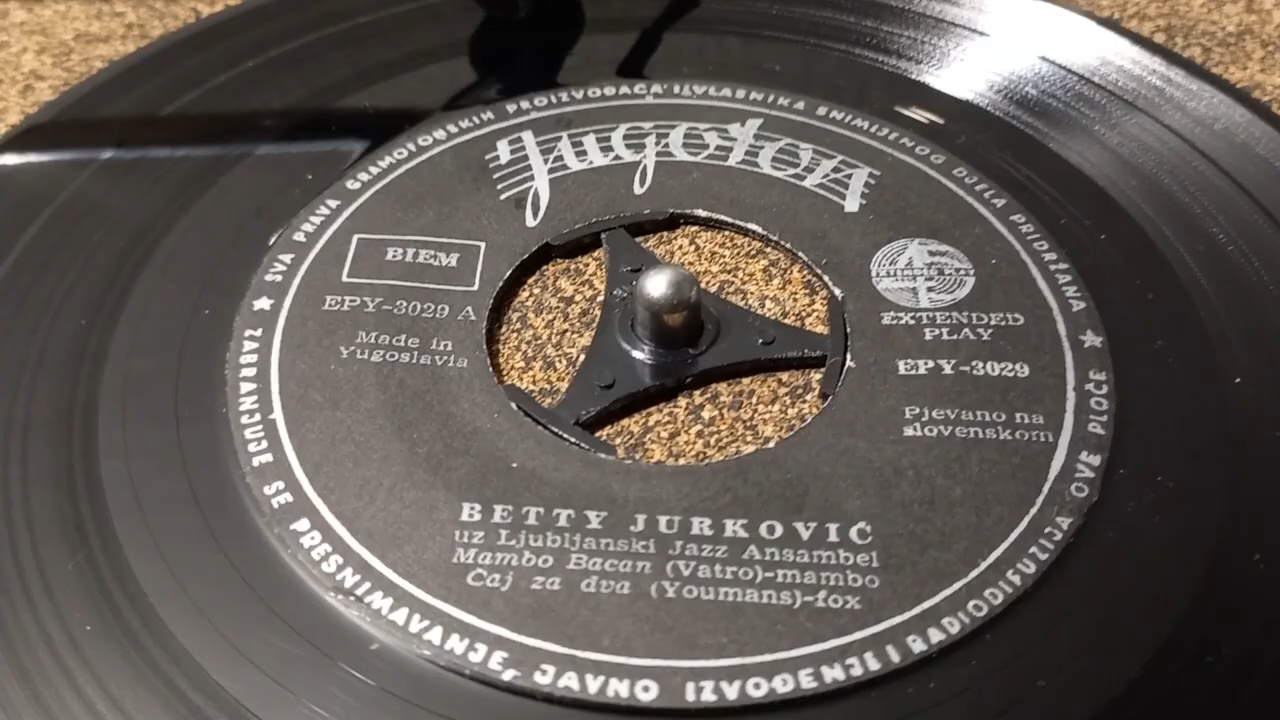 SVA PRAVA GRAMOFONSKIH PROIZVOĐAČA I VLASNIKA SNIMLJENOG DJELA PRIDRŽANA ★
Jugoton
BIEM
EPY-3029 A
Made in
Yugoslavia
EXTENDED PLAY
EXTENDED
PLAY
EPY-3029
Pjevano na
slovenskom
BETTY JURKOVIĆ
uz Ljubljanski Jazz Ansambel
Mambo Bacan (Vatro)-mambo
Čaj za dva (Youmans)-fox
★ ZABRANJUJE SE PRESNIMAVANJE, JAVNO IZVOĐENJE I RADIODIFUZIJA OVE PLOČE